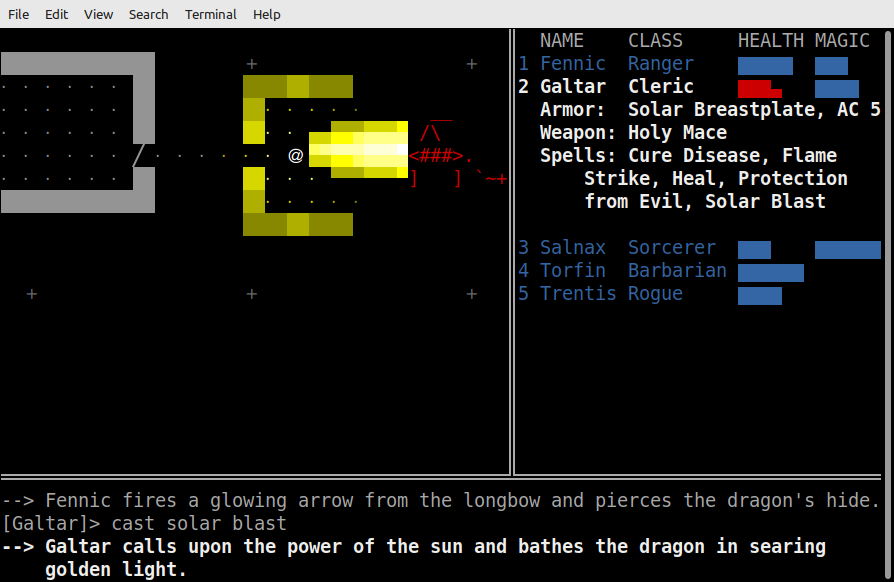 File Edit View Search Terminal Help
NAME CLASS HEALTH MAGIC
1 Fennic Ranger
2 Galtar Cleric
Armor: Solar Breastplate, AC 5
Weapon: Holy Mace
Spells: Cure Disease, Flame
Strike, Heal, Protection
from Evil, Solar Blast
3 Salnax Sorcerer
4 Torfin Barbarian
5 Trentis Rogue
@
/\
<###>.
] ] `~+
--> Fennic fires a glowing arrow from the longbow and pierces the dragon's hide.
[Galtar]> cast solar blast
--> Galtar calls upon the power of the sun and bathes the dragon in searing
golden light.